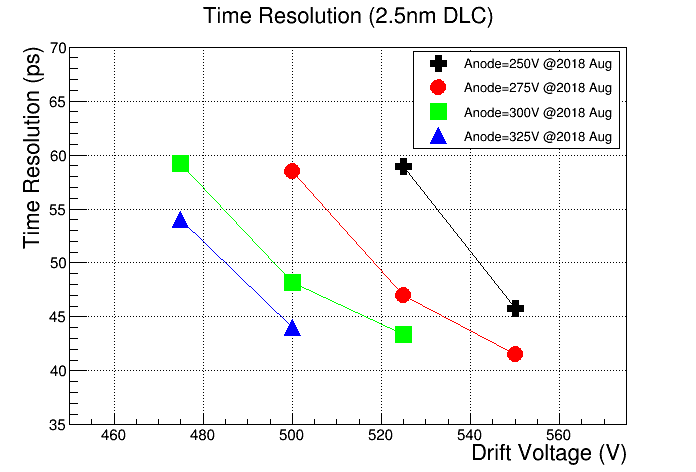 Time Resolution (2.5nm DLC)
Time Resolution (ps)
70
65
60
55
50
45
40
35
Anode=250V @2018 Aug
Anode=275V @2018 Aug
Anode=300V @2018 Aug
Anode=325V @2018 Aug
460 480 500 520 540 560
Drift Voltage (V)